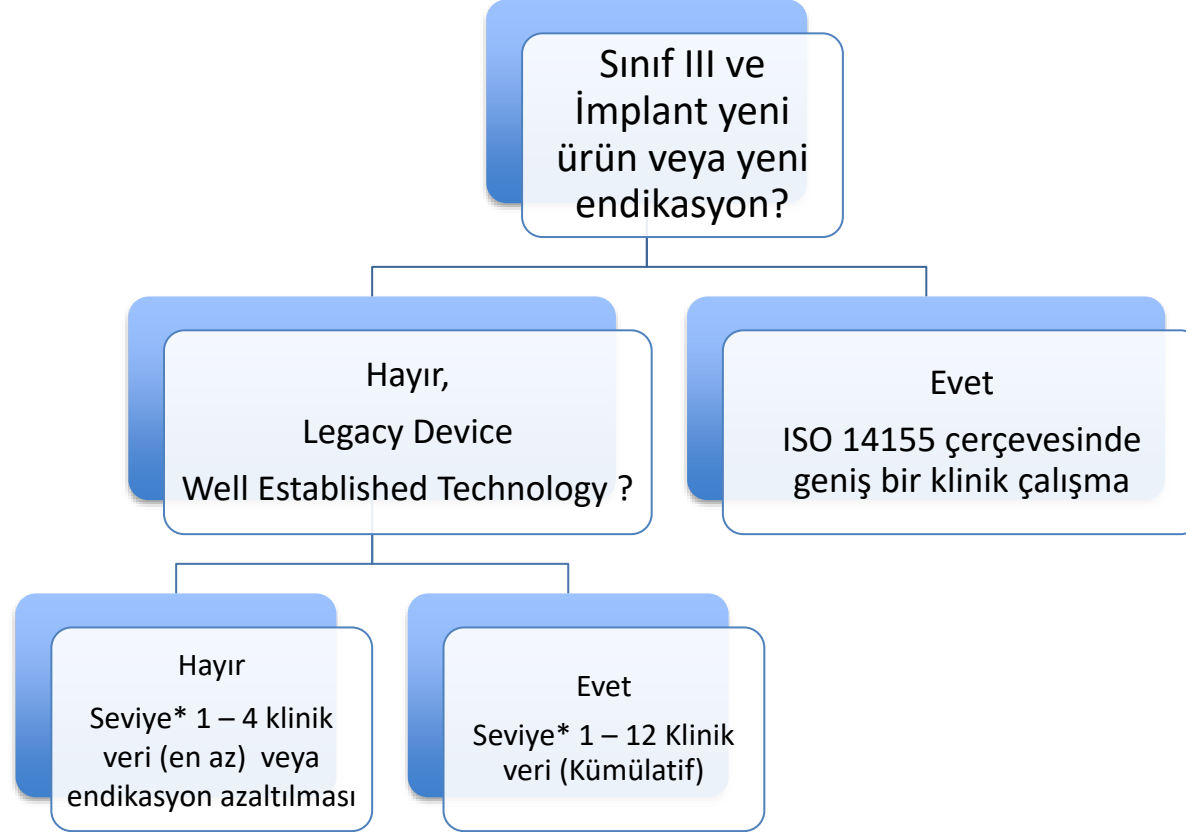 Sınıf III ve
İmplant yeni
ürün veya yeni
endikasyon?
Hayır,
Legacy Device
Well Established Technology ?
Evet
ISO 14155 çerçevesinde
geniş bir klinik çalışma
Hayır
Seviye* 1 – 4 klinik
veri (en az) veya
endikasyon azaltılması
Evet
Seviye* 1 – 12 Klinik
veri (Kümülatif)